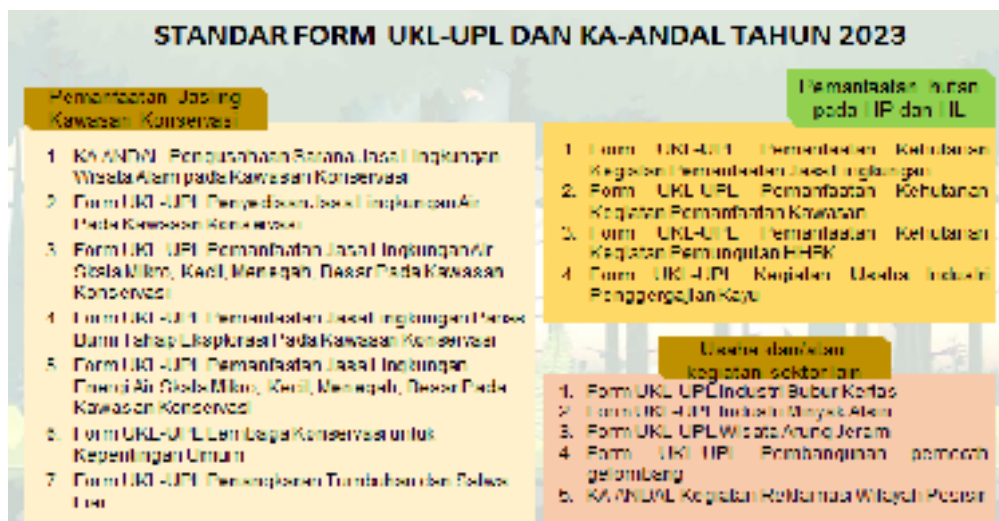 STANDAR FORM UKL-UPL DAN KA-ANDAL TAHUN 2023
Pemanfaatan Jasling
Kawasan Konservasi
1. KA ANDAL Pengusahaan Sarana Jasa Lingkungan
Wisata Alam pada Kawasan Konservasi
2. Form UKL-UPL Penyediaan Jasa Lingkungan Air
Pada Kawasan Konservasi
3. Form UKL-UPL Pemanfaatan Jasa Lingkungan Air
Skala Mikro, Kecil, Menegah, Besar Pada Kawasan
Konservasi
4. Form UKL-UPL Pemanfaatan Jasa Lingkungan Panas
Bumi Tahap Eksplorasi Pada Kawasan Konservasi
5. Form UKL-UPL Pemanfaatan Jasa Lingkungan
Energi Air Skala Mikro, Kecil, Menegah, Besar Pada
Kawasan Konservasi
6. Form UKL-UPL Lembaga Konservasi untuk
Kepentingan Umum
7. Form UKL-UPL Penangkaran Tumbuhan dan Satwa
Liar
Pemanfaatan hutan
pada HP dan HL
1. Form UKL-UPL Pemanfaatan Kehutanan
Kegiatan Pemanfaatan Jasa Lingkungan
2. Form UKL-UPL Pemanfaatan Kehutanan
Kegiatan Pemanfaatan Kawasan
3. Form UKL-UPL Pemanfaatan Kehutanan
Kegiatan Pemungutan HHBK
4. Form UKL-UPL Kegiatan Usaha Industri
Penggergajian Kayu
Usaha dan/atau
kegiatan sektor lain
1. Form UKL UPL Industri Bubur Kertas
2. Form UKL-UPL Industri Minyak Atsiri
3. Form UKL UPL Wisata Arung Jeram
4. Form UKL UPL Pembangunan pemecah
gelombang
5. KA ANDAL Kegiatan Reklamasi Wilayah Pesisir